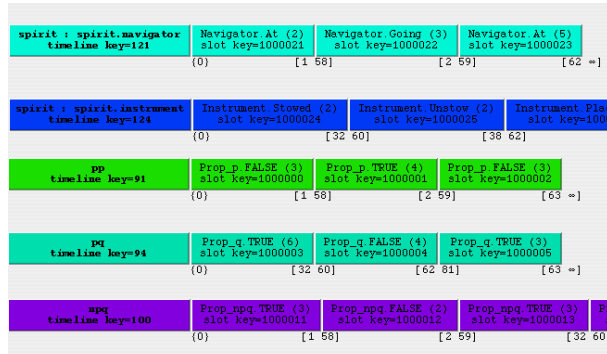 spirit : spirit.navigator
timeline key=121
Navigator.At (2)
slot key=1000021
Navigator.Going (3)
slot key=1000022
Navigator.At (5)
slot key=1000023
{0} [1 58] [2 59] [62 ∞]
spirit : spirit.instrument
timeline key=124
Instrument.Stowed (2)
slot key=1000024
Instrument.Unstow (2)
slot key=1000025
Instrument.Pla
slot key=100
{0} [32 60] [38 62]
pp
timeline key=91
Prop_p.FALSE (3)
slot key=1000000
Prop_p.TRUE (4)
slot key=1000001
Prop_p.FALSE (3)
slot key=1000002
{0} [1 58] [2 59] [63 ∞]
pq
timeline key=94
Prop_q.TRUE (6)
slot key=1000003
Prop_q.FALSE (4)
slot key=1000004
Prop_q.TRUE (3)
slot key=1000005
{0} [32 60] [62 81] [63 ∞]
npq
timeline key=100
Prop_npq.TRUE (3)
slot key=1000011
Prop_npq.FALSE (2)
slot key=1000012
Prop_npq.TRUE (3)
slot key=1000013
P
{0} [1 58] [2 59] [32 60